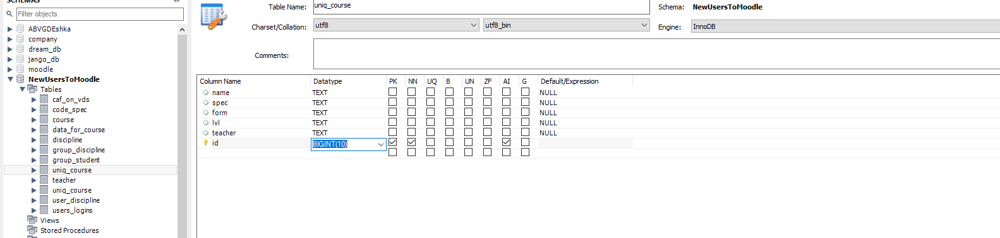 SCHEMAS
Filter objects
ABVGDEshka
company
dream_db
jango_db
moodle
NewUsersToMoodle
Tables
caf_on_vds
code_spec
course
data_for_course
discipline
group_discipline
group_student
uniq_course
teacher
uniq_course
user_discipline
users_logins
Views
Stored Procedures
Table Name: uniq_course Schema: NewUsersToMoodle
Charset/Collation: utf8 utf8_bin Engine: InnoDB
Comments:
Column Name Datatype PK NN UQ B UN ZF AI G Default/Expression
name TEXT NULL
spec TEXT NULL
form TEXT NULL
lvl TEXT NULL
teacher TEXT NULL
id BIGINT(10)